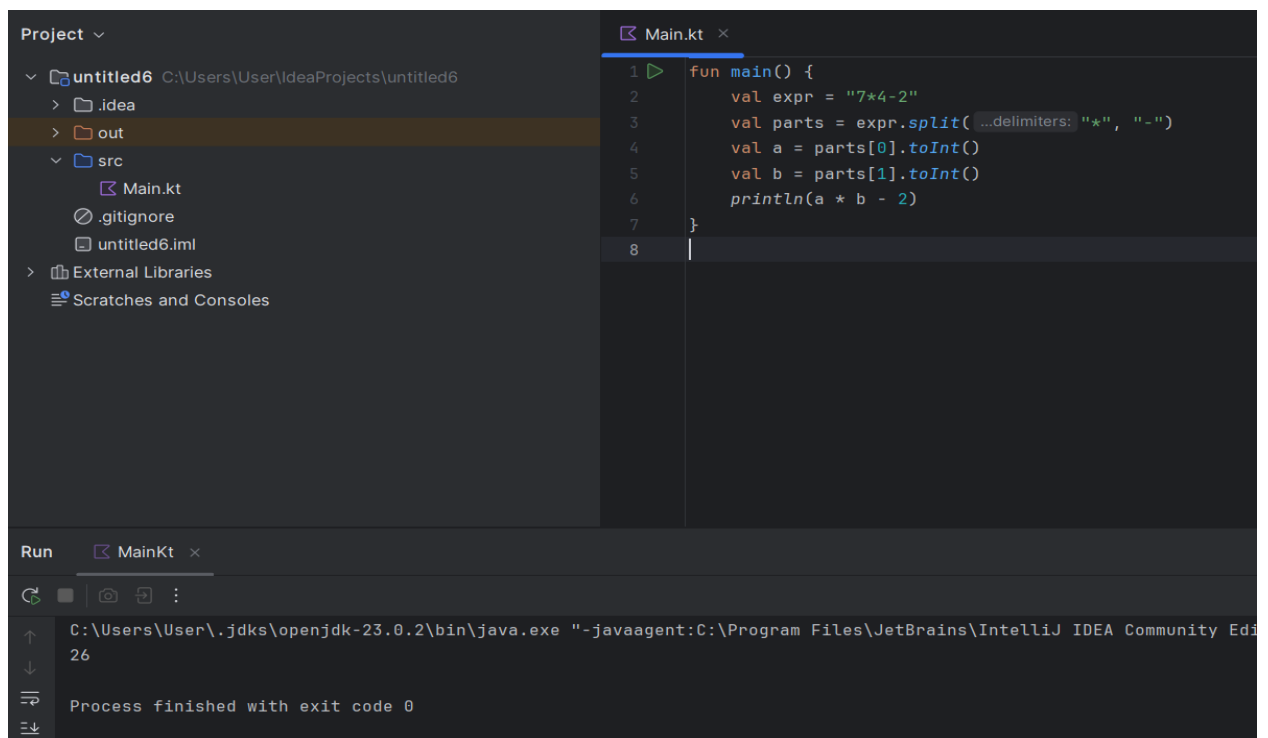 Project
untitled6 C:\Users\User\IdeaProjects\untitled6
.idea
out
src
Main.kt
.gitignore
untitled6.iml
External Libraries
Scratches and Consoles
Main.kt
1 fun main() {
2 val expr = "7*4-2"
3 val parts = expr.split( ...delimiters: "*", "-")
4 val a = parts[0].toInt()
5 val b = parts[1].toInt()
6 println(a * b - 2)
7 }
8
Run MainKt
C:\Users\User\.jdks\openjdk-23.0.2\bin\java.exe "-javaagent:C:\Program Files\JetBrains\IntelliJ IDEA Community Edi
26
Process finished with exit code 0